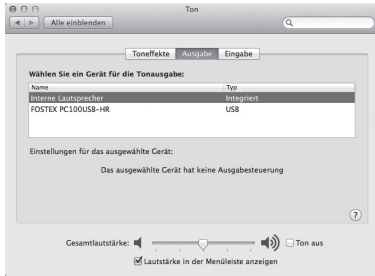 Ton
Alle einblenden
Toneffekte Ausgabe Eingabe
Wählen Sie ein Gerät für die Tonausgabe:
Name Typ
Interne Lautsprecher Integriert
FOSTEX PC100USB-HR USB
Einstellungen für das ausgewählte Gerät:
Das ausgewählte Gerät hat keine Ausgabesteuerung
?
Gesamtlautstärke: Ton aus
Lautstärke in der Menüleiste anzeigen